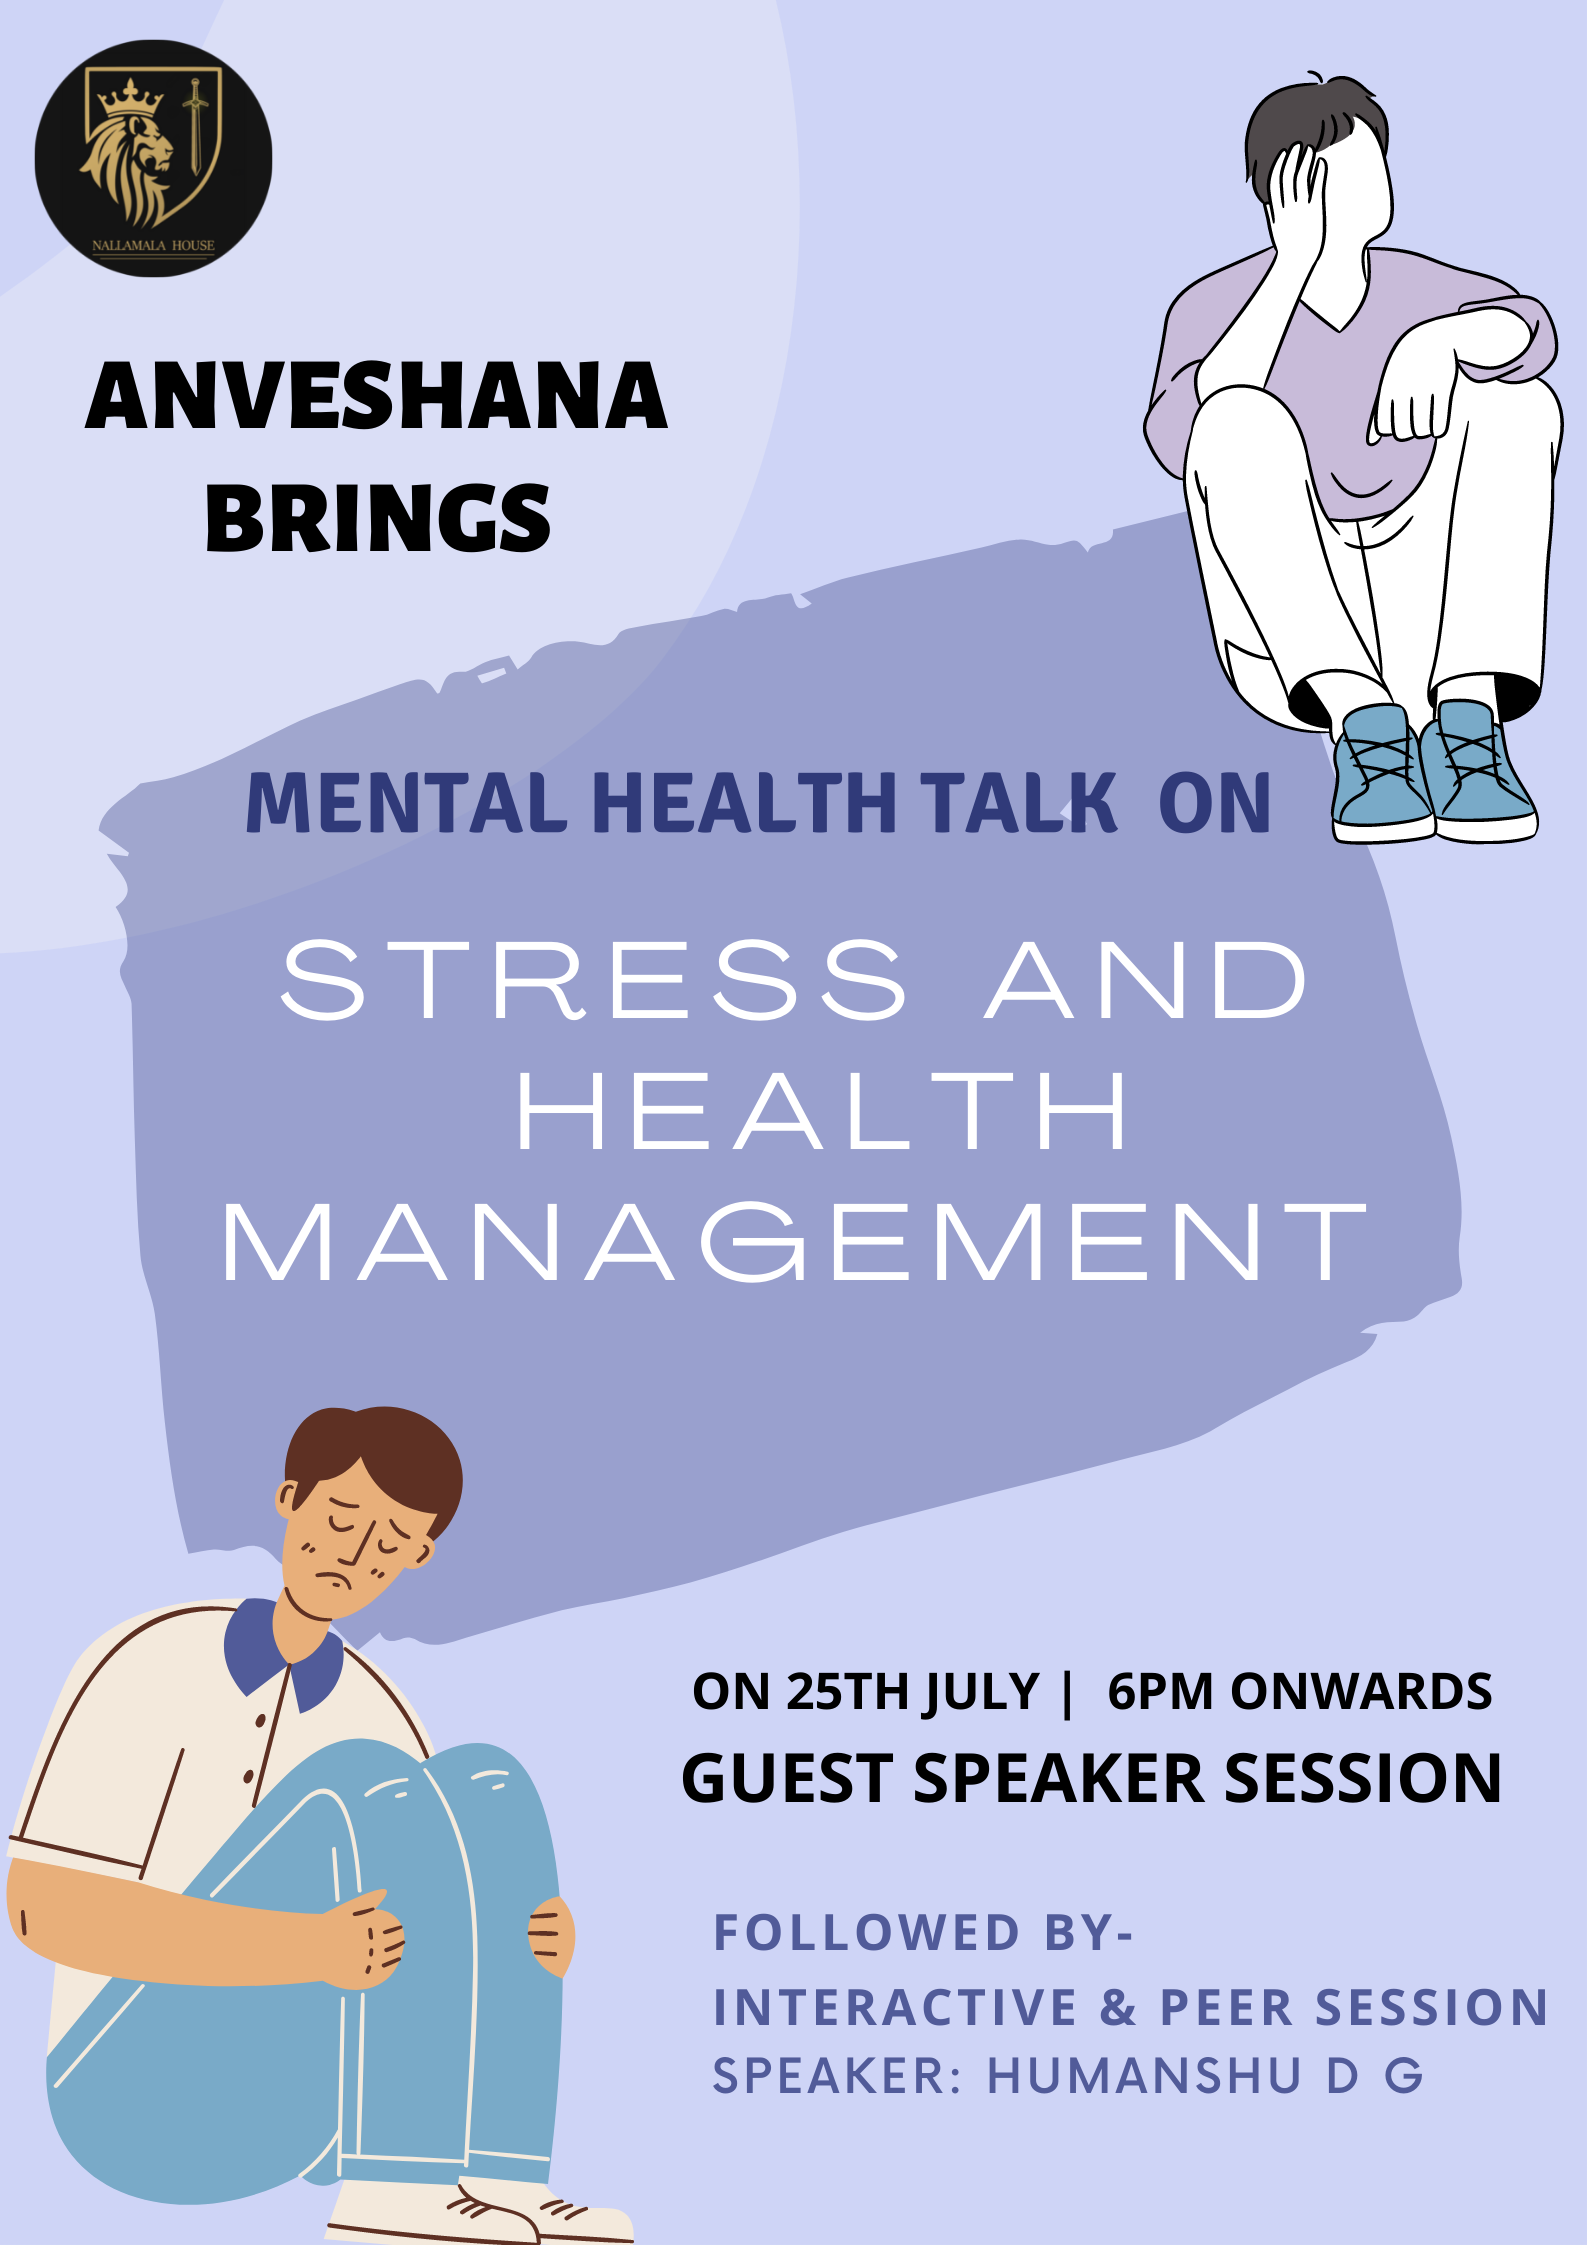 NALLAMALA HOUSE
ANVESHANA
BRINGS
MENTAL HEALTH TALK ON
STRESS AND
HEALTH
MANAGEMENT
ON 25TH JULY | 6PM ONWARDS
GUEST SPEAKER SESSION
FOLLOWED BY-
INTERACTIVE & PEER SESSION
SPEAKER: HUMANSHU D G